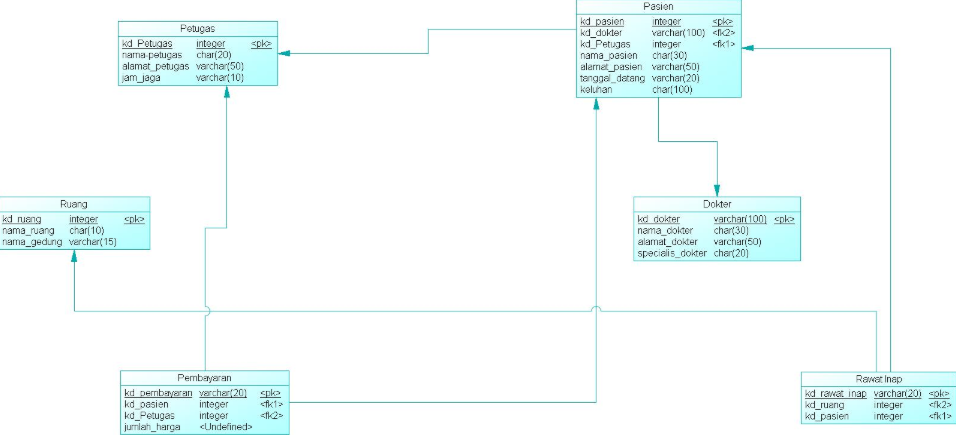 Petugas
kd_Petugas integer <pk>
nama-petugas char(20)
alamat_petugas varchar(50)
jam_jaga varchar(10)
Pasien
kd_pasien integer <pk>
kd_dokter varchar(100) <fk2>
kd_Petugas integer <fk1>
nama_pasien char(30)
alamat_pasien varchar(50)
tanggal_datang varchar(20)
keluhan char(100)
Ruang
kd_ruang integer <pk>
nama_ruang char(10)
nama_gedung varchar(15)
Dokter
kd_dokter varchar(100) <pk>
nama_dokter char(30)
alamat_dokter varchar(50)
specialis_dokter char(20)
Pembayaran
kd_pembayaran varchar(20) <pk>
kd_pasien integer <fk1>
kd_Petugas integer <fk2>
jumlah_harga <Undefined>
Rawat Inap
kd_rawat_inap varchar(20) <pk>
kd_ruang integer <fk2>
kd_pasien integer <fk1>